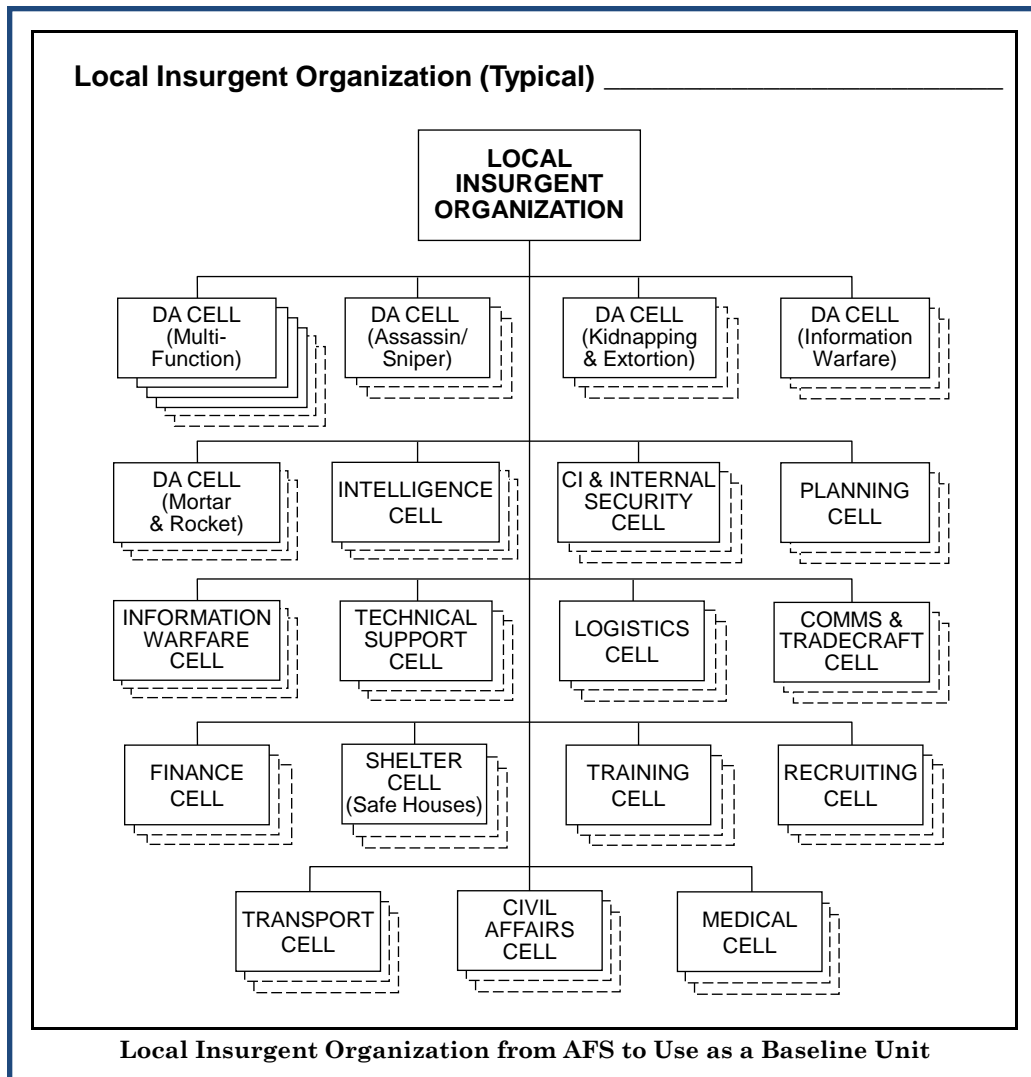 Local Insurgent Organization (Typical)
LOCAL
INSURGENT
ORGANIZATION
DA CELL
(Multi-
Function)
DA CELL
(Assassin/
Sniper)
DA CELL
(Kidnapping
& Extortion)
DA CELL
(Information
Warfare)
DA CELL
(Mortar
& Rocket)
INTELLIGENCE
CELL
CI & INTERNAL
SECURITY
CELL
PLANNING
CELL
INFORMATION
WARFARE
CELL
TECHNICAL
SUPPORT
CELL
LOGISTICS
CELL
COMMS &
TRADECRAFT
CELL
FINANCE
CELL
SHELTER
CELL
(Safe Houses)
TRAINING
CELL
RECRUITING
CELL
TRANSPORT
CELL
CIVIL
AFFAIRS
CELL
MEDICAL
CELL
Local Insurgent Organization from AFS to Use as a Baseline Unit